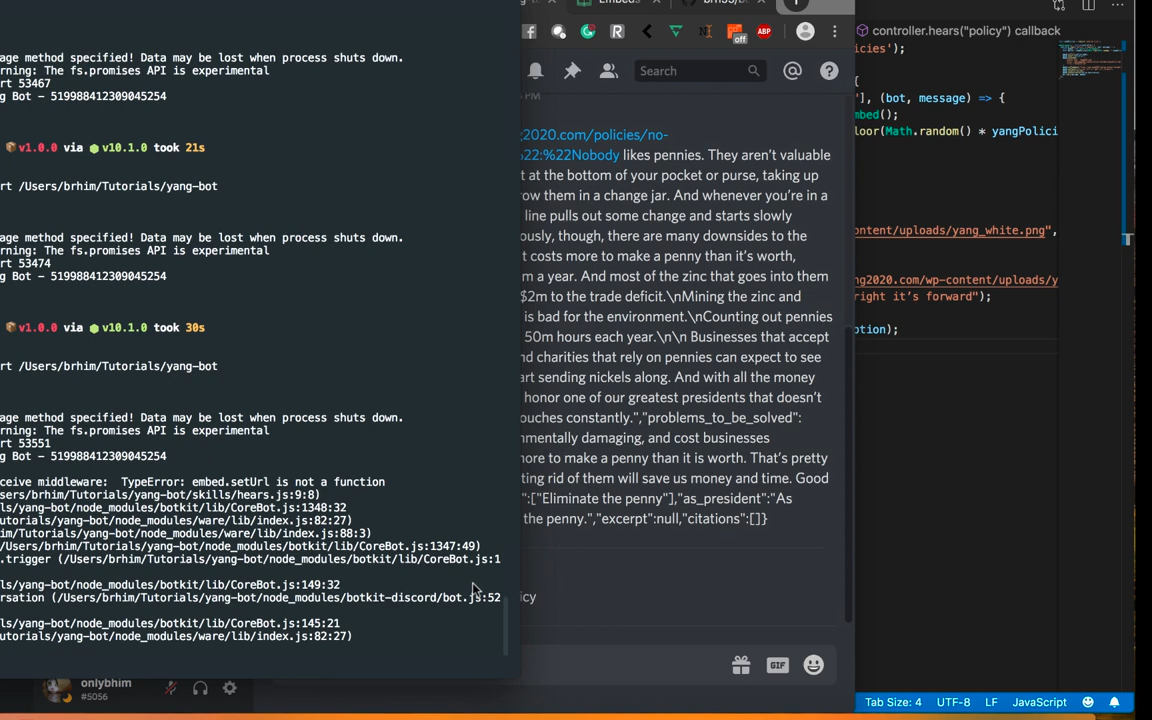 age method specified! Data may be lost when process shuts down.
rning: The fs.promises API is experimental
rt 53467
g Bot - 519988412309045254
v1.0.0 via v10.1.0 took 21s
rt /Users/brhim/Tutorials/yang-bot
age method specified! Data may be lost when process shuts down.
rning: The fs.promises API is experimental
rt 53474
g Bot - 519988412309045254
v1.0.0 via v10.1.0 took 30s
rt /Users/brhim/Tutorials/yang-bot
age method specified! Data may be lost when process shuts down.
rning: The fs.promises API is experimental
rt 53551
g Bot - 519988412309045254
ceive middleware: TypeError: embed.setUrl is not a function
sers/brhim/Tutorials/yang-bot/skills/hears.js:9:8)
ls/yang-bot/node_modules/botkit/lib/CoreBot.js:1348:32
utorials/yang-bot/node_modules/ware/lib/index.js:82:27)
im/Tutorials/yang-bot/node_modules/ware/lib/index.js:88:3)
/Users/brhim/Tutorials/yang-bot/node_modules/botkit/lib/CoreBot.js:1347:49)
.trigger (/Users/brhim/Tutorials/yang-bot/node_modules/botkit/lib/CoreBot.js:1
ls/yang-bot/node_modules/botkit/lib/CoreBot.js:149:32
rsation (/Users/brhim/Tutorials/yang-bot/node_modules/botkit-discord/bot.js:52
ls/yang-bot/node_modules/botkit/lib/CoreBot.js:145:21
utorials/yang-bot/node_modules/ware/lib/index.js:82:27)
off
ABP
Search
PM
g2020.com/policies/no-
%22:%22Nobody likes pennies. They aren't valuable
t at the bottom of your pocket or purse, taking up
row them in a change jar. And whenever you're in a
line pulls out some change and starts slowly
ously, though, there are many downsides to the
t costs more to make a penny than it's worth,
m a year. And most of the zinc that goes into them
$2m to the trade deficit.\nMining the zinc and
is bad for the environment.\nCounting out pennies
50m hours each year.\n\n Businesses that accept
nd charities that rely on pennies can expect to see
art sending nickels along. And with all the money
honor one of our greatest presidents that doesn't
ouches constantly.","problems_to_be_solved":
nmentally damaging, and cost businesses
nore to make a penny than it is worth. That's pretty
ting rid of them will save us money and time. Good
:["Eliminate the penny"],"as_president":"As
the penny.","excerpt":null,"citations":[]}
icy
GIF
onlybhim
#5056
controller.hears("policy") callback
cies');
], (bot, message) => {
mbed();
loor(Math.random() * yangPolici
ontent/uploads/yang_white.png",
ng2020.com/wp-content/uploads/y
right it's forward");
ption);
Tab Size: 4 UTF-8 LF JavaScript